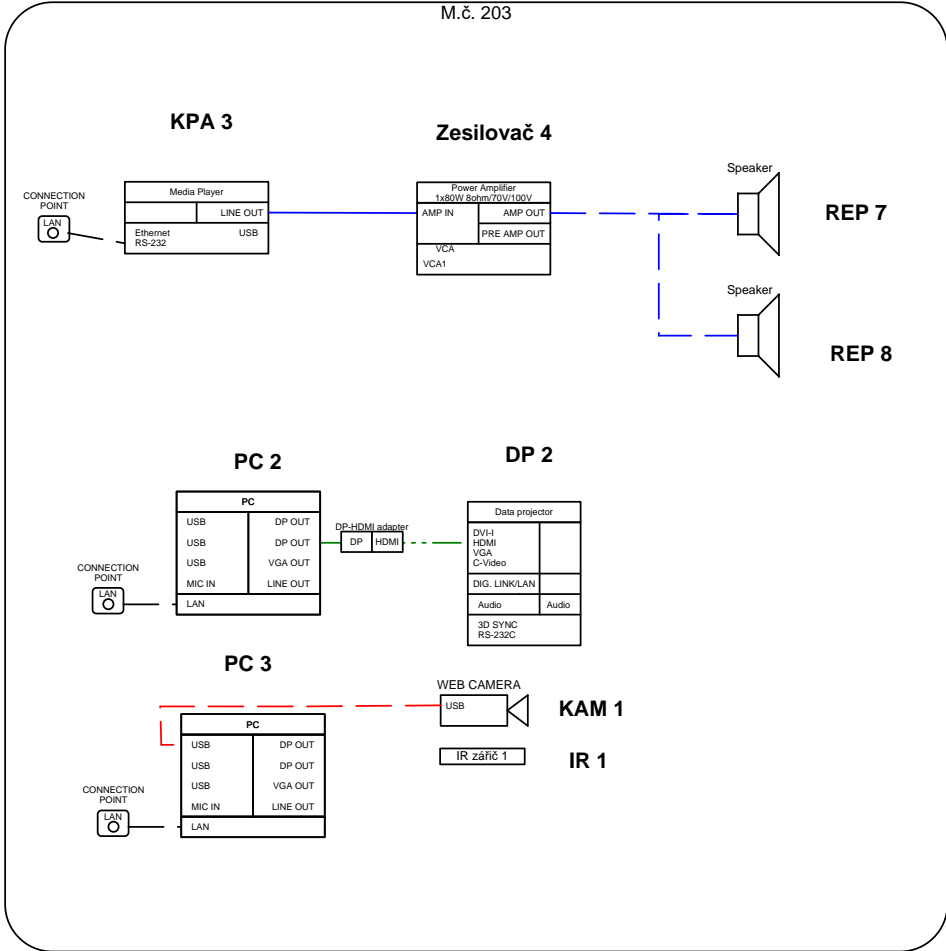 M.č. 203
KPA 3
Zesilovač 4
Speaker
REP 7
CONNECTION
POINT
LAN
Media Player
LINE OUT
Ethernet
USB
RS-232
Power Amplifier
1x80W 8ohm/70V/100V
AMP IN
AMP OUT
PRE AMP OUT
VCA
VCA1
Speaker
REP 8
PC 2
DP 2
PC
USB
DP OUT
USB
DP OUT
USB
VGA OUT
MIC IN
LINE OUT
LAN
DP-HDMI adapter
DP
HDMI
Data projector
DVI-I
HDMI
VGA
C-Video
DIG. LINK/LAN
Audio
Audio
3D SYNC
RS-232C
CONNECTION
POINT
LAN
PC 3
WEB CAMERA
USB
KAM 1
IR zářič 1
IR 1
PC
USB
DP OUT
USB
DP OUT
USB
VGA OUT
MIC IN
LINE OUT
LAN
CONNECTION
POINT
LAN